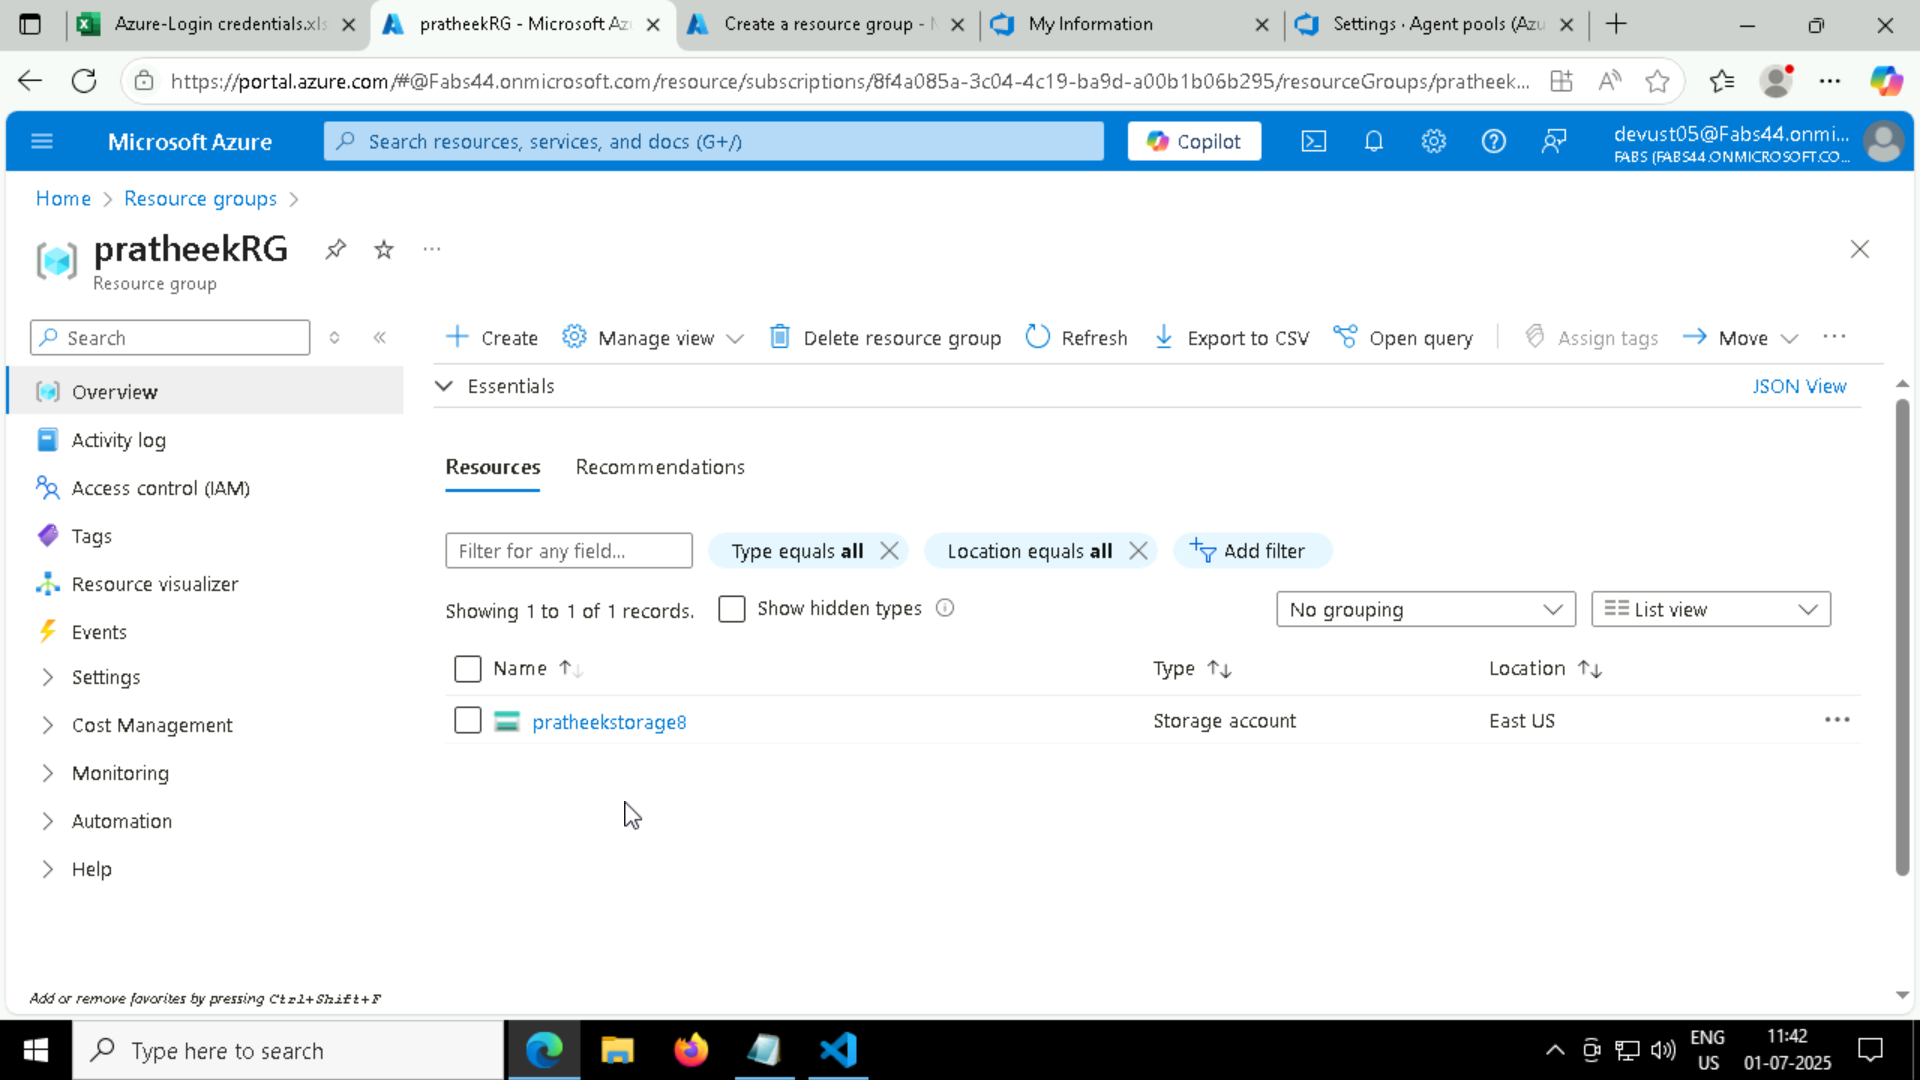 Azure-Login credentials.xls
pratheekRG - Microsoft Az
Create a resource group - M
My Information
Settings · Agent pools (Azu
https://portal.azure.com/#@Fabs44.onmicrosoft.com/resource/subscriptions/8f4a085a-3c04-4c19-ba9d-a00b1b06b295/resourceGroups/pratheek...
Microsoft Azure
Search resources, services, and docs (G+/)
Copilot
devust05@Fabs44.onmi...
FABS (FABS44.ONMICROSOFT.CO...
Home > Resource groups >
pratheekRG
Resource group
Search
Create
Manage view
Delete resource group
Refresh
Export to CSV
Open query
Assign tags
Move
Overview
Activity log
Access control (IAM)
Tags
Resource visualizer
Events
Settings
Cost Management
Monitoring
Automation
Help
Add or remove favorites by pressing Ctrl+Shift+F
Essentials
JSON View
Resources
Recommendations
Filter for any field...
Type equals all
Location equals all
Add filter
Showing 1 to 1 of 1 records.
Show hidden types
No grouping
List view
Name
Type
Location
pratheekstorage8
Storage account
East US
Type here to search
ENG
US
11:42
01-07-2025